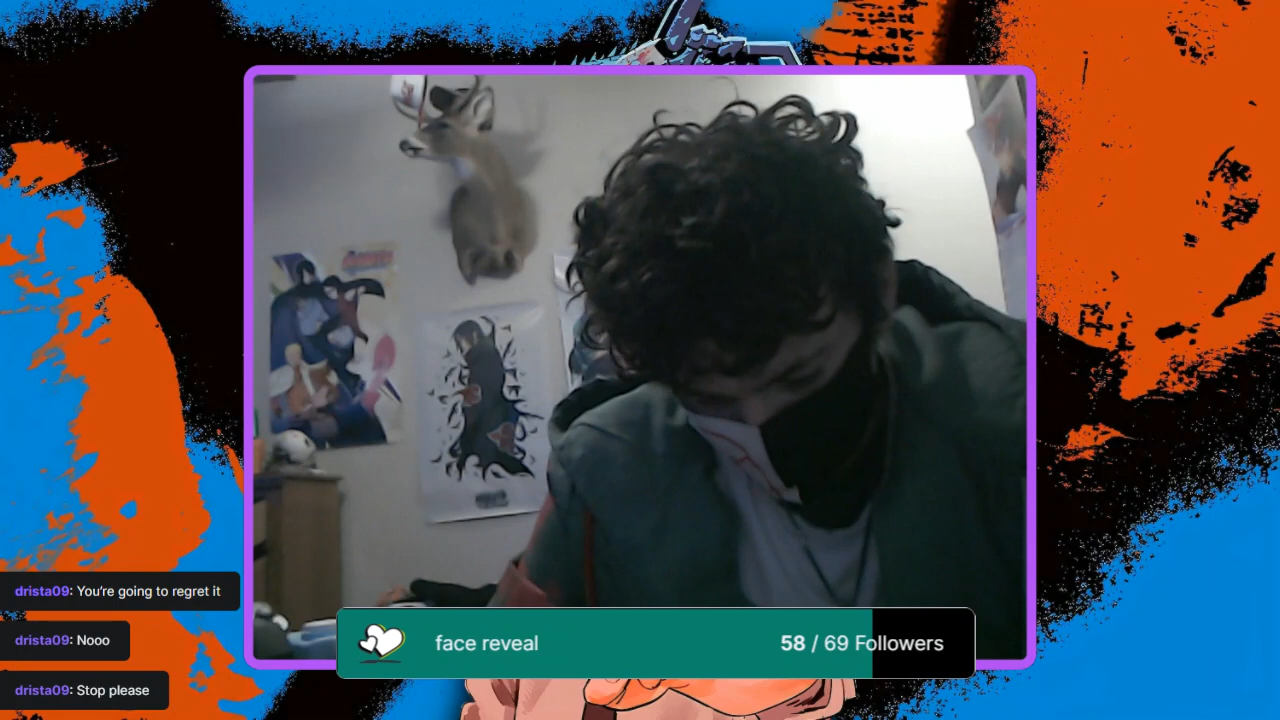 drista09: You're going to regret it
drista09: Nooo
drista09: Stop please
face reveal
58 / 69 Followers